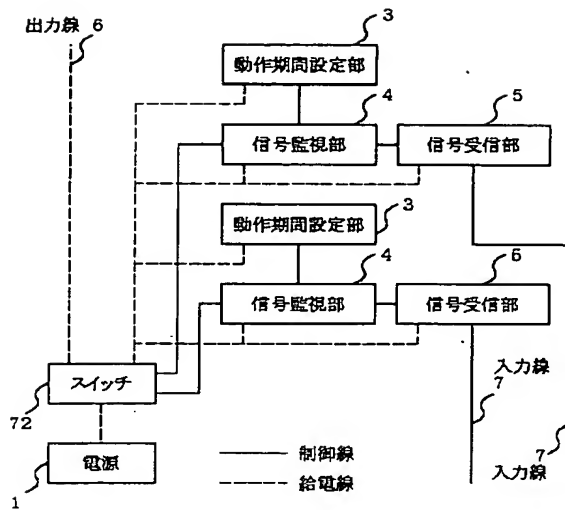 出力線 6
3
動作期間設定部
4
5
信号監視部
信号受信部
動作期間設定部
3
4
6
信号監視部
信号受信部
スイッチ
72
入力線
7
電源
1
制御線
給電線
7
入力線